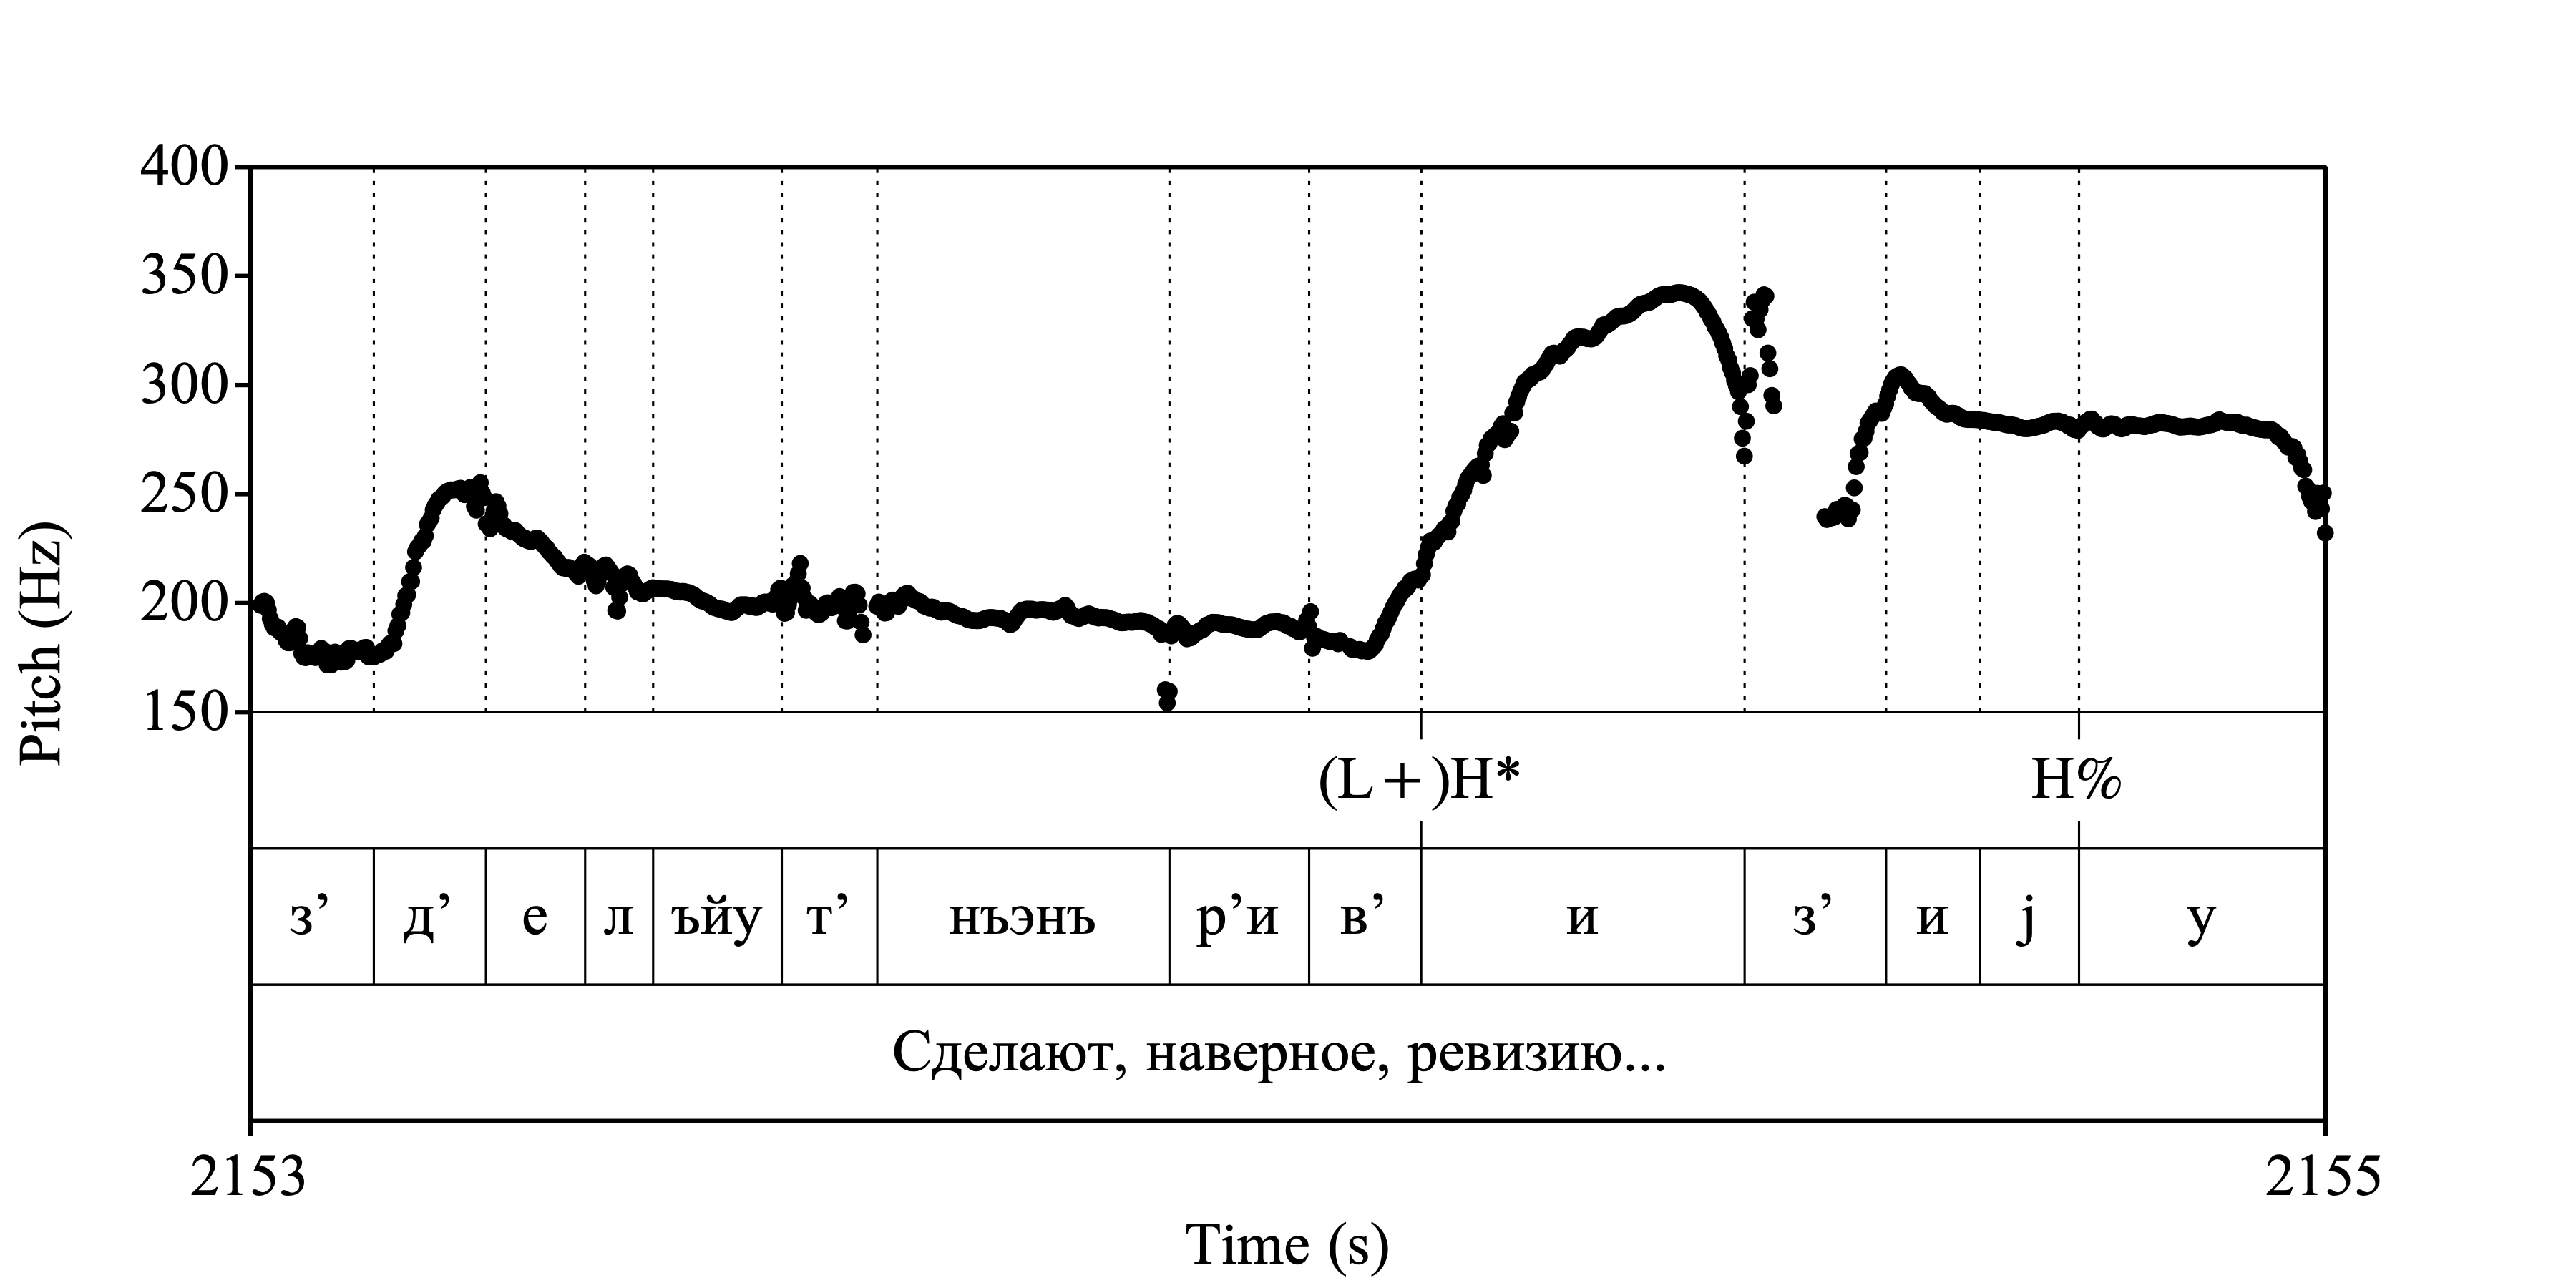 400
350
300
250
200
150
Pitch (Hz)
(L+)H* H%
з’ д’ е л ъйу т’ нъэнъ р’и в’ и з’ и j у
Сделают, наверное, ревизию...
2153 2155
Time (s)